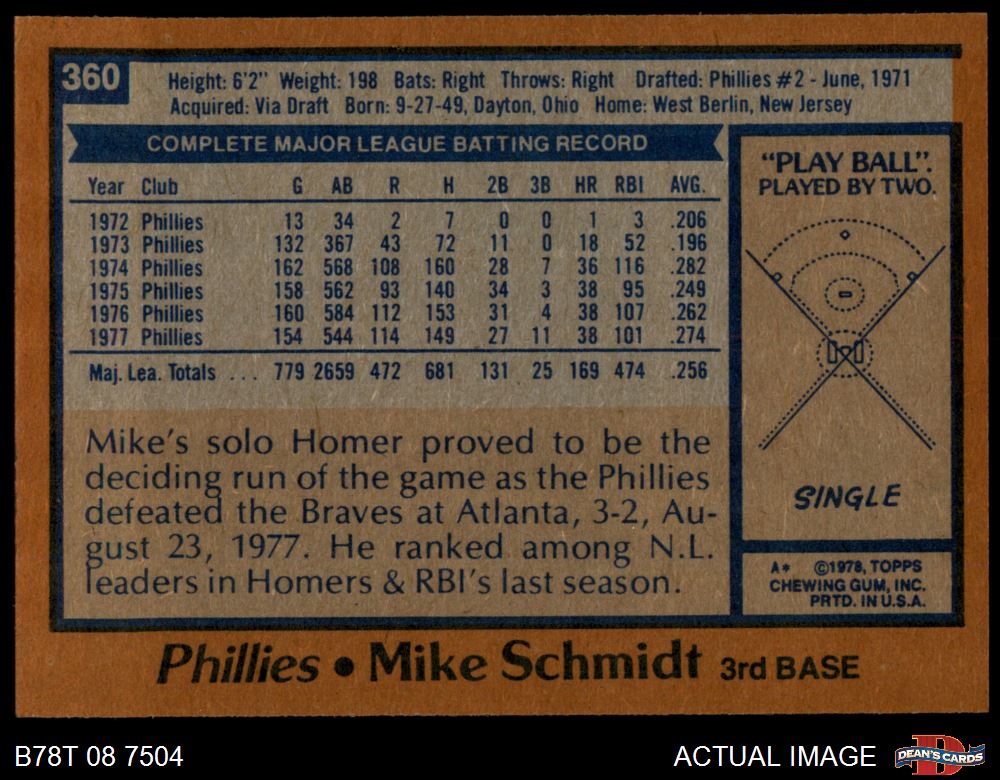 360
Height: 6'2" Weight: 198 Bats: Right Throws: Right Drafted: Phillies #2 - June, 1971
Acquired: Via Draft Born: 9-27-49, Dayton, Ohio Home: West Berlin, New Jersey
COMPLETE MAJOR LEAGUE BATTING RECORD
Year Club G AB R H 2B 3B HR RBI AVG.
1972 Phillies 13 34 2 7 0 0 1 3 .206
1973 Phillies 132 367 43 72 11 0 18 52 .196
1974 Phillies 162 568 108 160 28 7 36 116 .282
1975 Phillies 158 562 93 140 34 3 38 95 .249
1976 Phillies 160 584 112 153 31 4 38 107 .262
1977 Phillies 154 544 114 149 27 11 38 101 .274
Maj. Lea. Totals ... 779 2659 472 681 131 25 169 474 .256
Mike's solo Homer proved to be the
deciding run of the game as the Phillies
defeated the Braves at Atlanta, 3-2, Au-
gust 23, 1977. He ranked among N.L.
leaders in Homers & RBI's last season.
"PLAY BALL".
PLAYED BY TWO.
SINGLE
A* ©1978, TOPPS
CHEWING GUM, INC.
PRTD. IN U.S.A.
Phillies • Mike Schmidt 3rd BASE
B78T 08 7504
ACTUAL IMAGE
DEAN'S CARDS